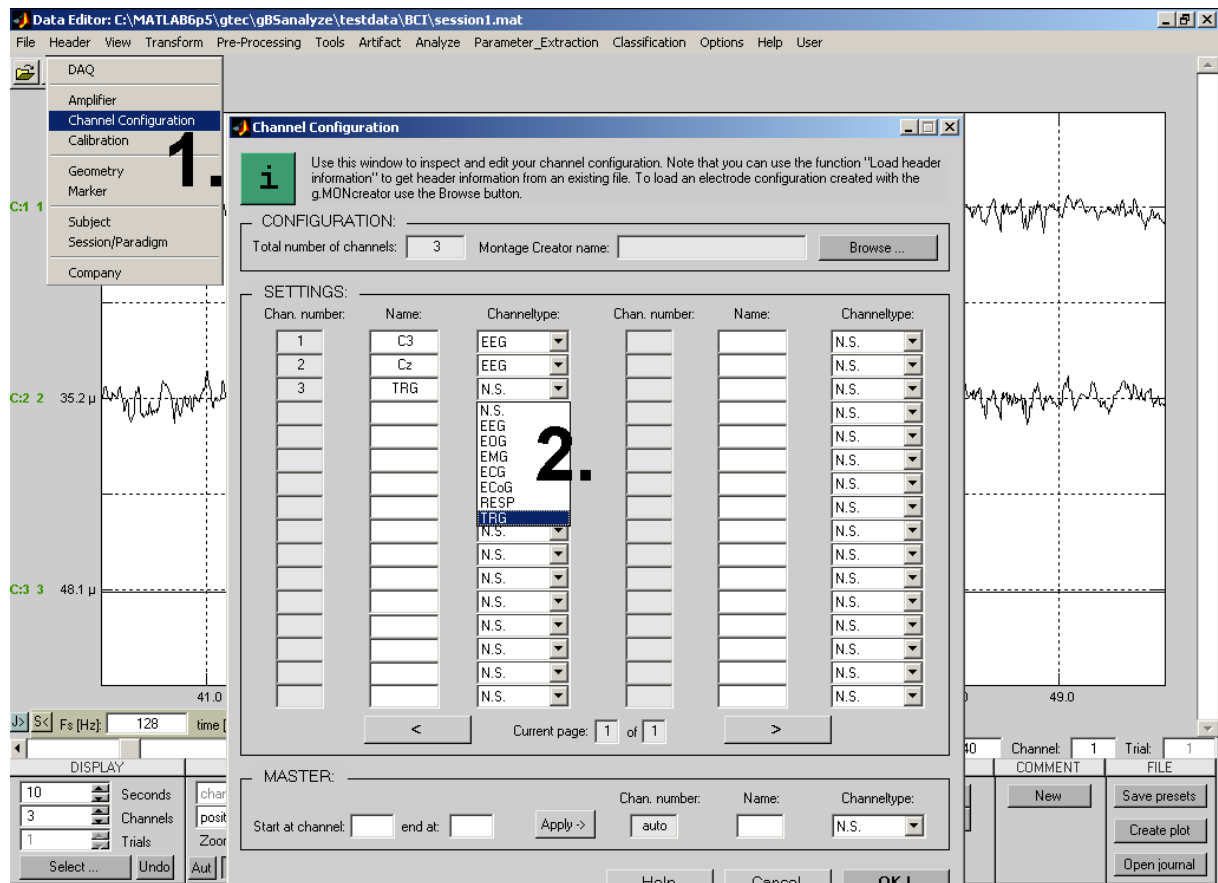 Data Editor: C:\MATLAB6p5\gtec\gBSanalyze\testdata\BCI\session1.mat
File Header View Transform Pre-Processing Tools Artifact Analyze Parameter_Extraction Classification Options Help User
DAQ
Amplifier
Channel Configuration
Calibration
Geometry
Marker
Subject
Session/Paradigm
Company
1.
C:1 1
C:2 2 35.2 µ
C:3 3 48.1 µ
41.0
49.0
Channel Configuration
i
Use this window to inspect and edit your channel configuration. Note that you can use the function "Load header
information" to get header information from an existing file. To load an electrode configuration created with the
g.MONcreator use the Browse button.
CONFIGURATION:
Total number of channels: 3 Montage Creator name: Browse ...
SETTINGS:
Chan. number: Name: Channeltype: Chan. number: Name: Channeltype:
1 C3 EEG N.S.
2 Cz EEG N.S.
3 TRG N.S. N.S.
N.S. N.S.
EEG
EOG N.S.
EMG N.S.
ECG
ECoG N.S.
RESP N.S.
TRG
2.
N.S. N.S.
N.S. N.S.
N.S. N.S.
N.S. N.S.
N.S. N.S.
N.S. N.S.
N.S. N.S.
N.S. N.S.
< Current page: 1 of 1 >
MASTER:
Chan. number: Name: Channeltype:
Start at channel: end at: Apply -> auto N.S.
Help Cancel OK !
J> S< Fs [Hz]: 128 time [
40 Channel: 1 Trial: 1
DISPLAY
COMMENT
FILE
10 Seconds
3 Channels
1 Trials
Select ... Undo
Aut
New
Save presets
Create plot
Open journal